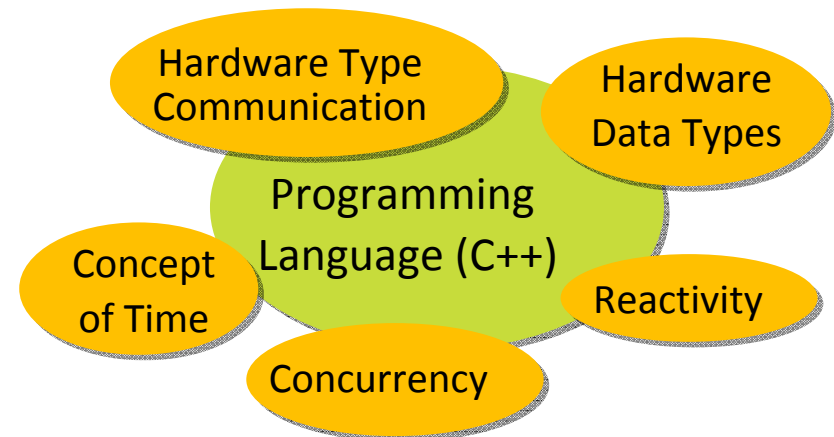 Hardware Type
Communication
Hardware
Data Types
Programming
Language (C++)
Concept
of Time
Reactivity
Concurrency